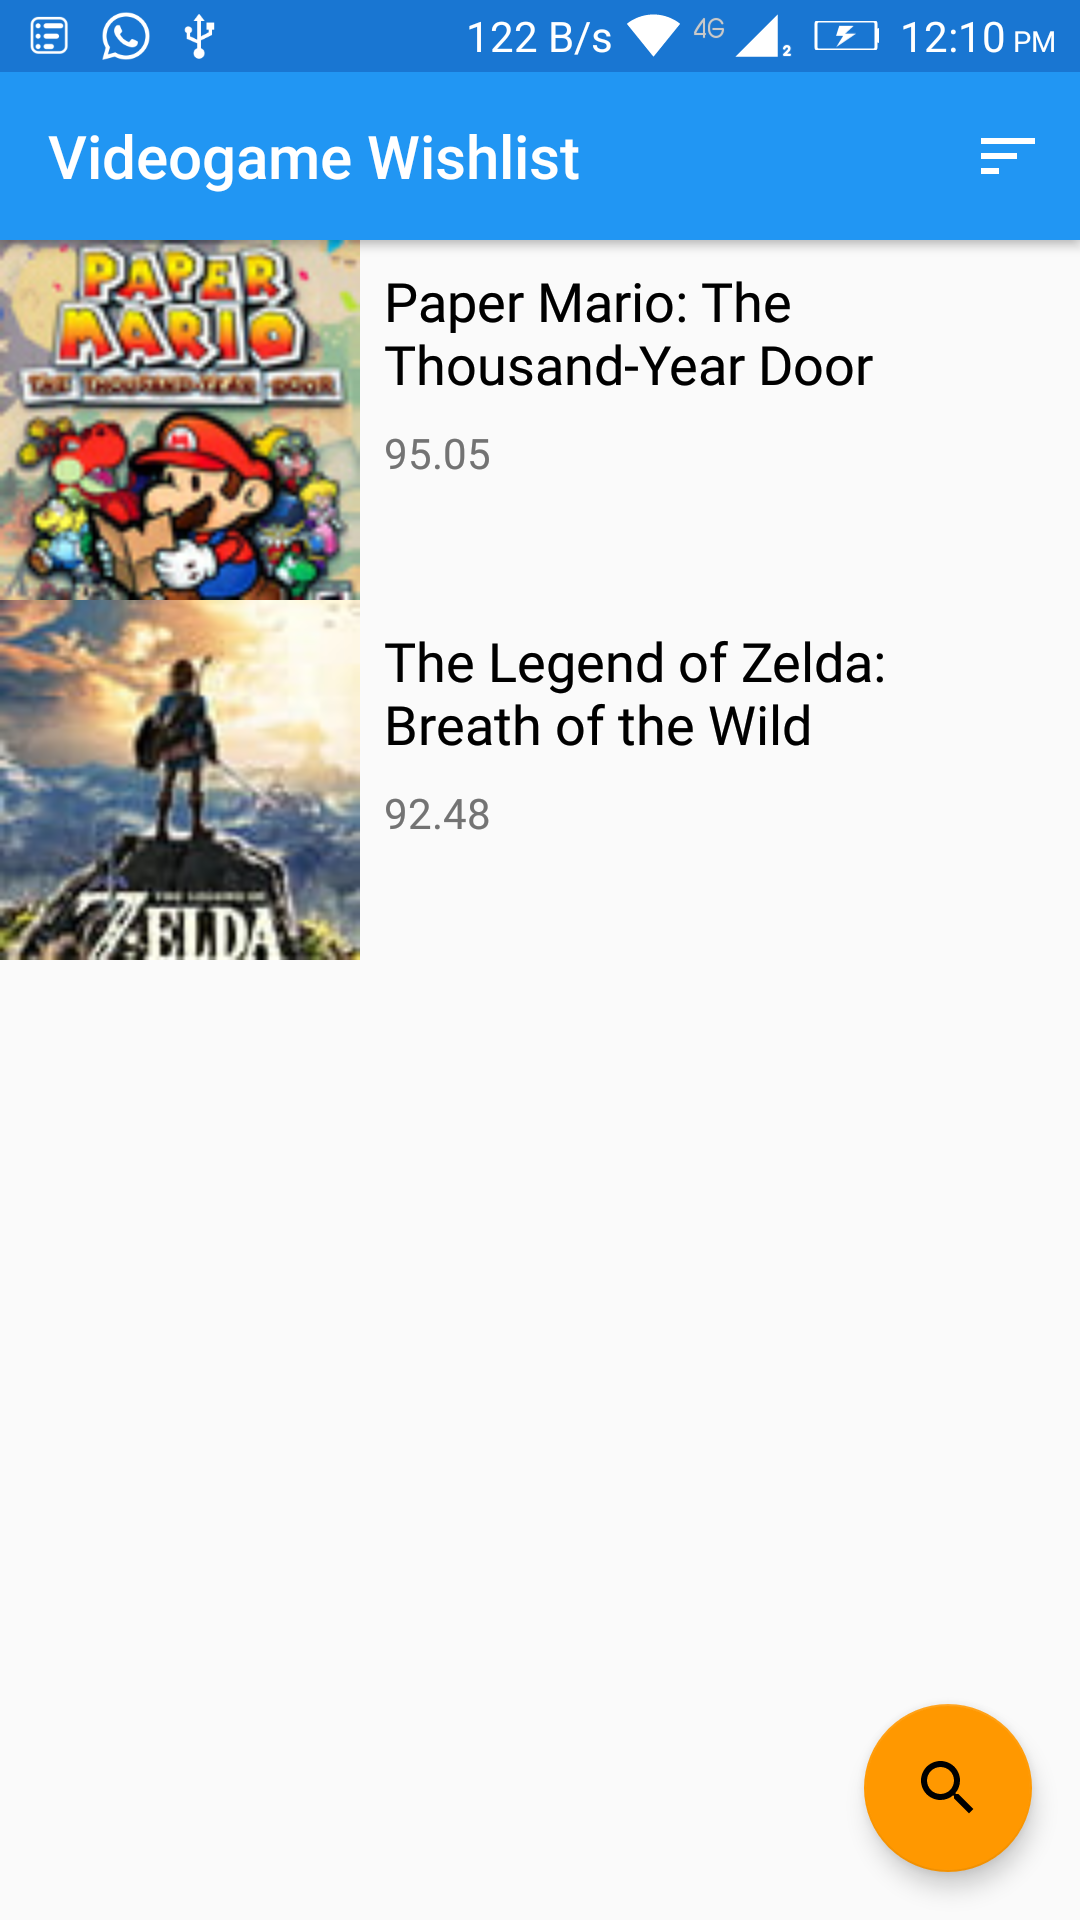 122 B/s 4G 2 12:10 PM
Videogame Wishlist
PAPER
MARIO
THE THOUSAND-YEAR DOOR
Paper Mario: The
Thousand-Year Door
95.05
THE LEGEND OF
ZELDA
The Legend of Zelda:
Breath of the Wild
92.48